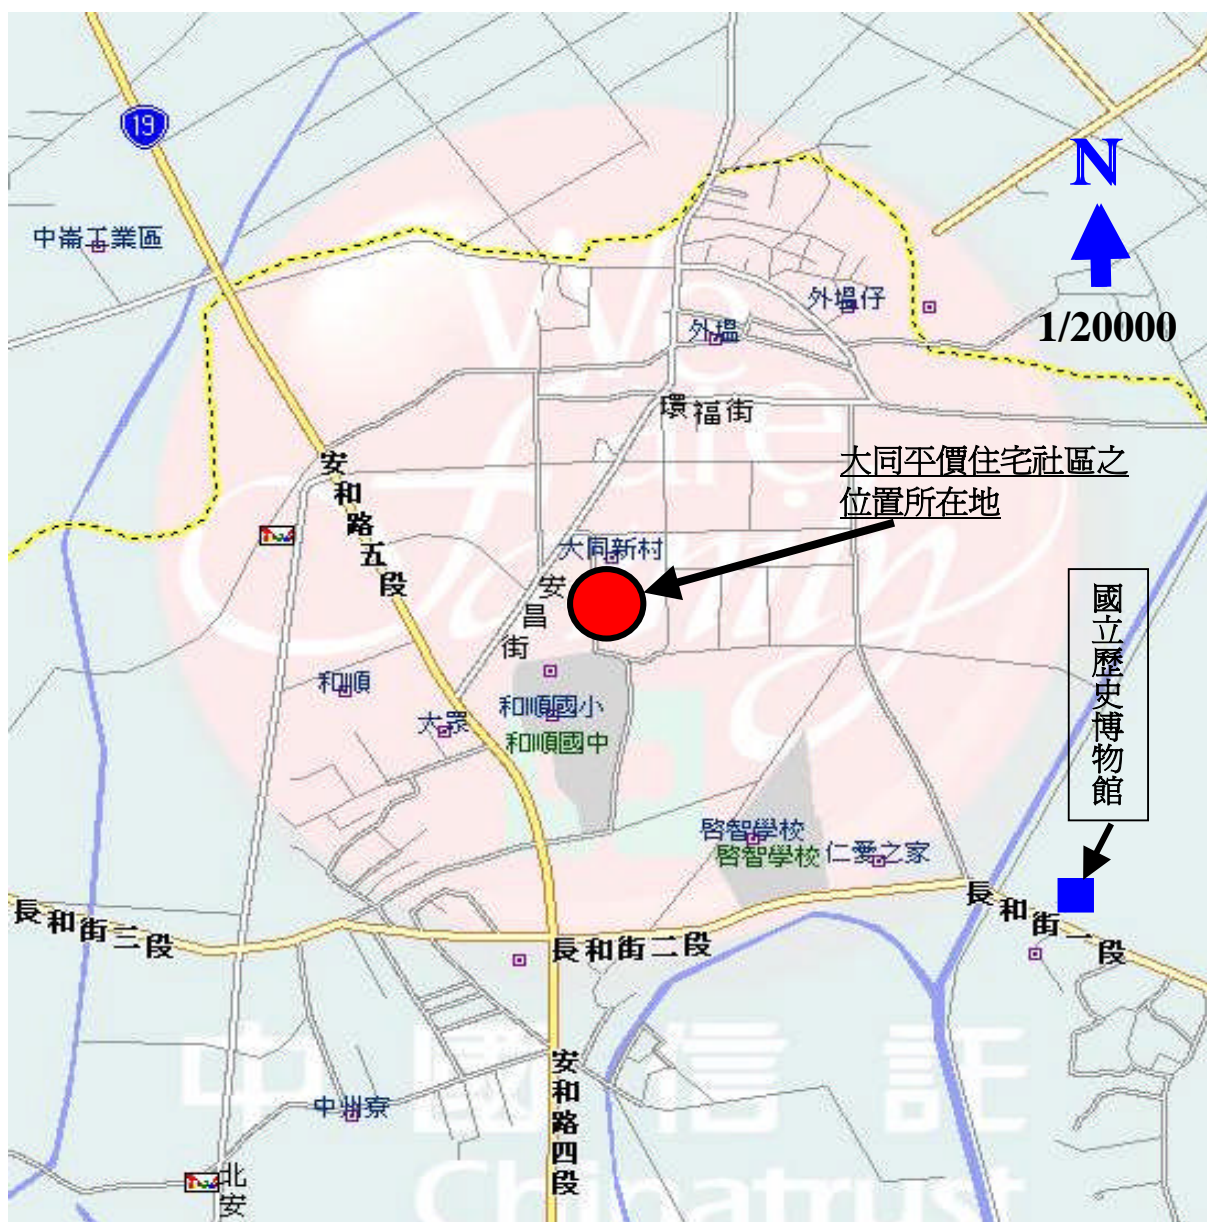 19
N
中崙工業區
外塭仔
1/20000
外塭
環福街
大同平價住宅社區之
位置所在地
安和路五段
大同新村
安昌街
國立歷史博物館
和順
和順國小
大眾
和順國中
啓智學校
啓智學校
仁愛之家
長和街三段
長和街二段
長和街一段
We
are
Family
中國信託
安和路四段
中州寮
北安
Chinatrust